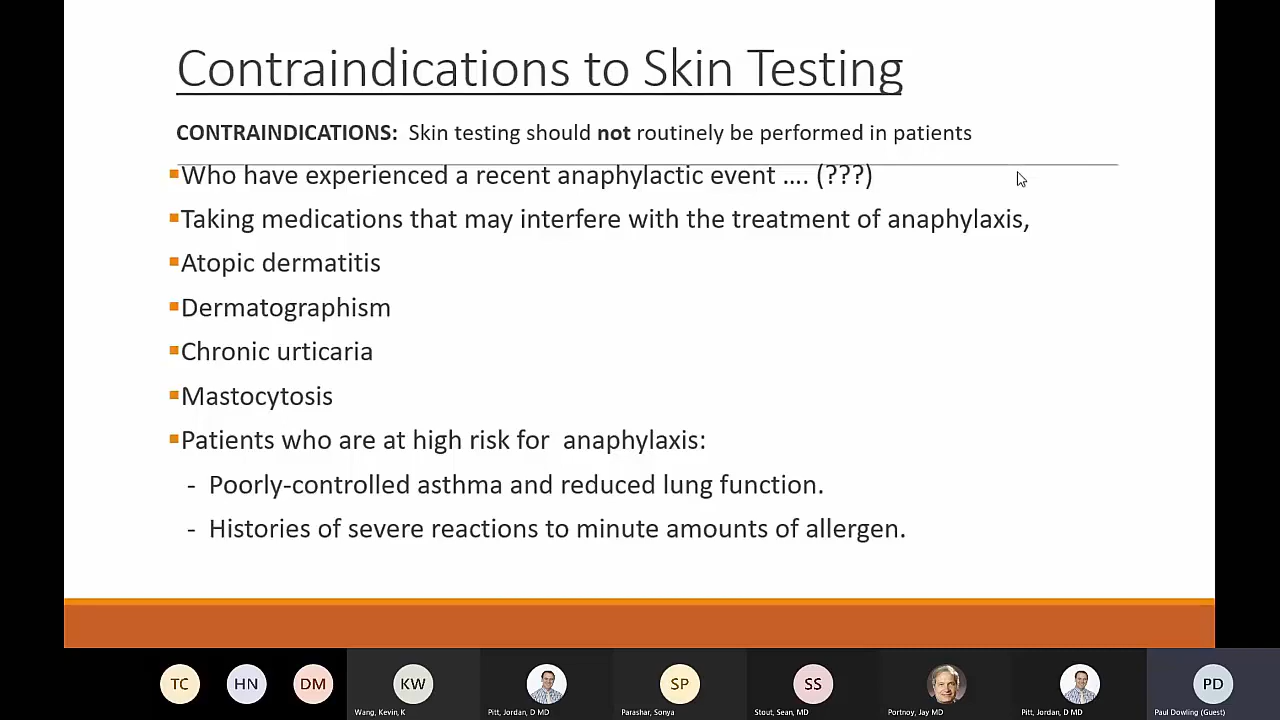 Contraindications to Skin Testing
CONTRAINDICATIONS: Skin testing should not routinely be performed in patients
Who have experienced a recent anaphylactic event …. (???)
Taking medications that may interfere with the treatment of anaphylaxis,
Atopic dermatitis
Dermatographism
Chronic urticaria
Mastocytosis
Patients who are at high risk for anaphylaxis:
- Poorly-controlled asthma and reduced lung function.
- Histories of severe reactions to minute amounts of allergen.
TC HN DM KW SP SS PD
Wang, Kevin, K Pitt, Jordan, D MD Parashar, Sonya Stout, Sean, MD Portnoy, Jay MD Pitt, Jordan, D MD Paul Dowling (Guest)